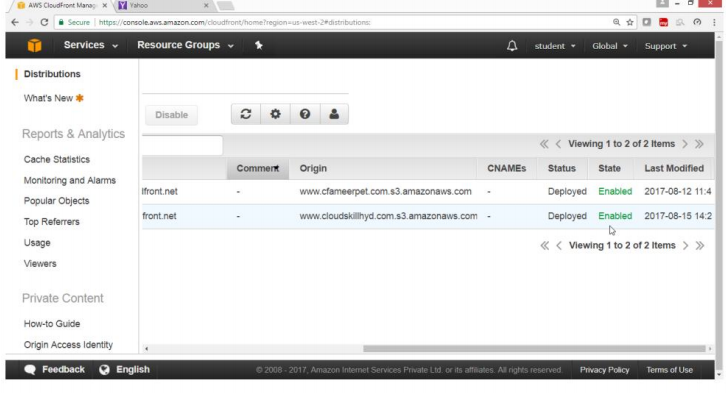 AWS CloudFront Manage
Yahoo
Secure | https://console.aws.amazon.com/cloudfront/home?region=us-west-2#distributions:
Services
Resource Groups
student
Global
Support
Distributions
What's New
Disable
Reports & Analytics
Viewing 1 to 2 of 2 Items
Cache Statistics
Comment Origin CNAMEs Status State Last Modified
Monitoring and Alarms
lfront.net - www.cfameerpet.com.s3.amazonaws.com - Deployed Enabled 2017-08-12 11:4
Popular Objects
Top Referrers
front.net - www.cloudskillhyd.com.s3.amazonaws.com - Deployed Enabled 2017-08-15 14:2
Usage
Viewing 1 to 2 of 2 Items
Viewers
Private Content
How-to Guide
Origin Access Identity
Feedback
English
© 2008 - 2017, Amazon Internet Services Private Ltd. or its affiliates. All rights reserved.
Privacy Policy
Terms of Use